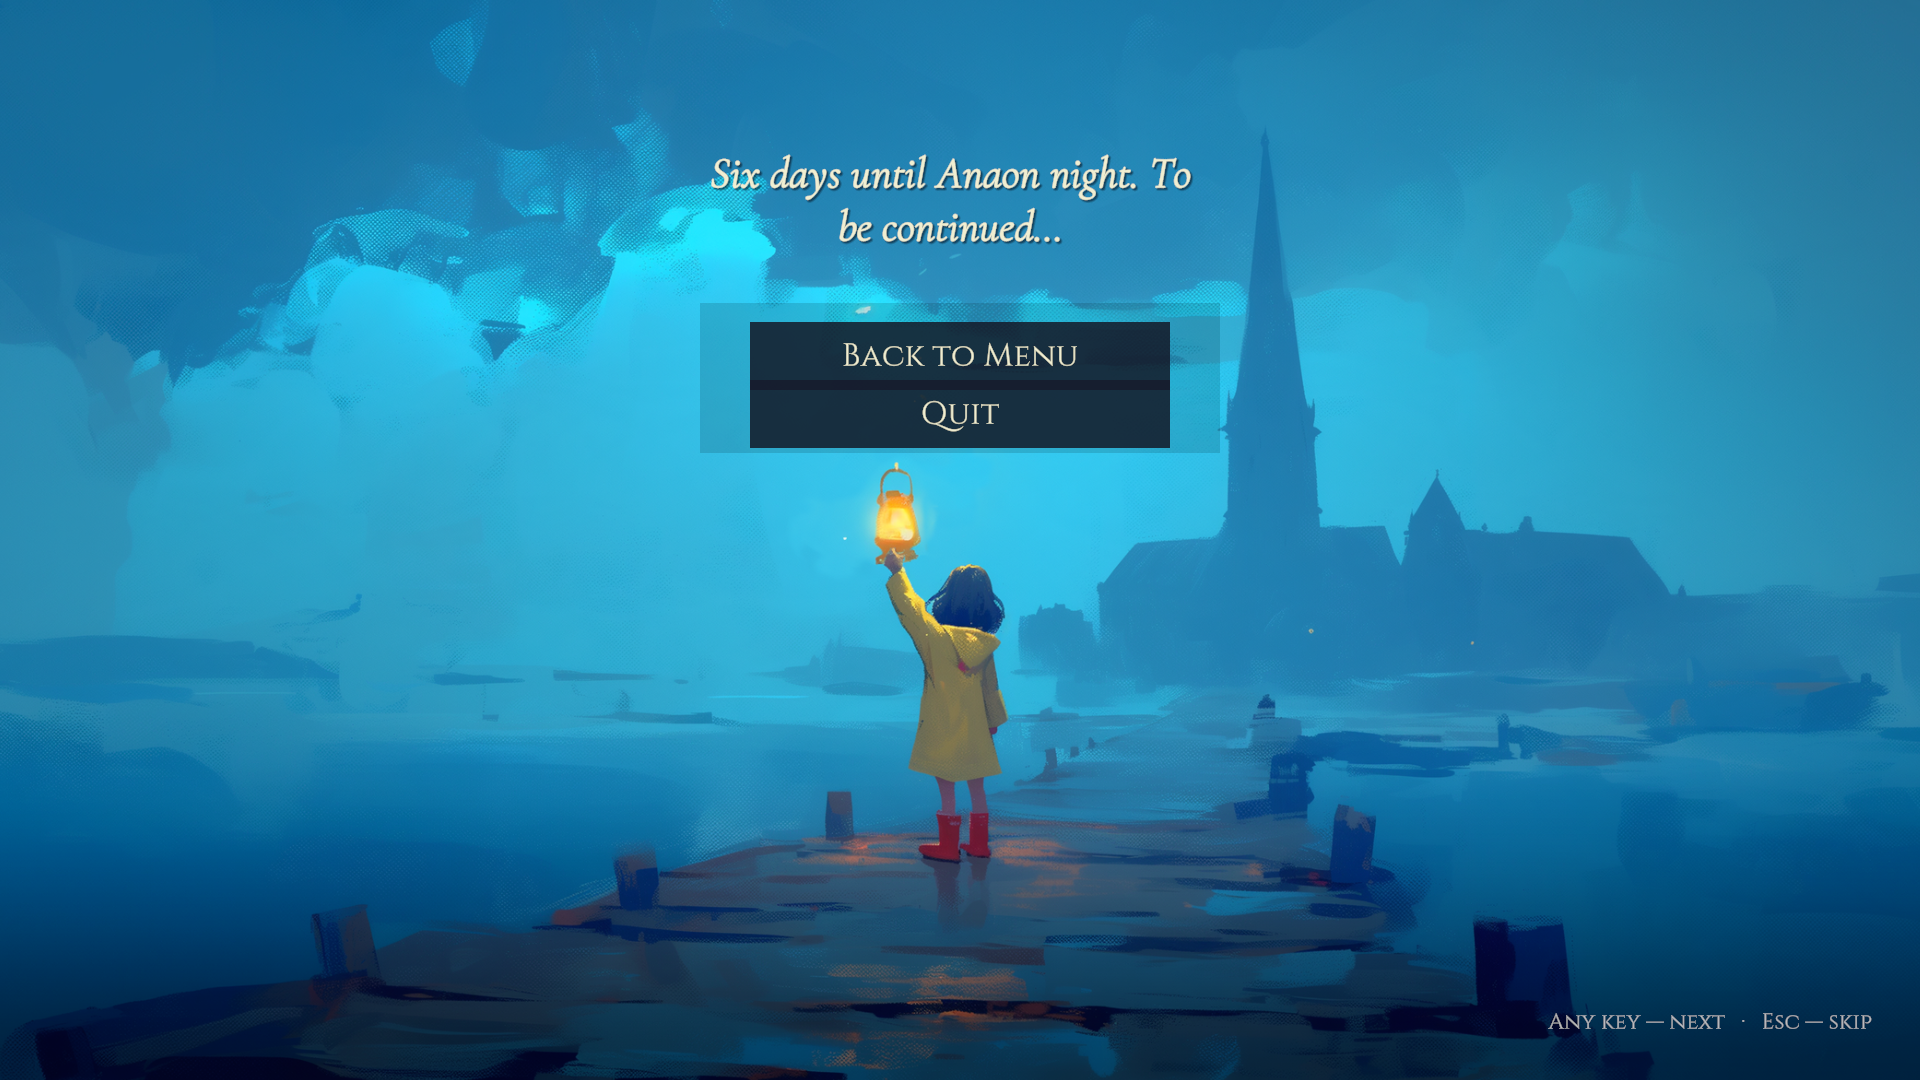 Six days until Anaon night. To
be continued...
Back to Menu
Quit
Any key — next · Esc — skip